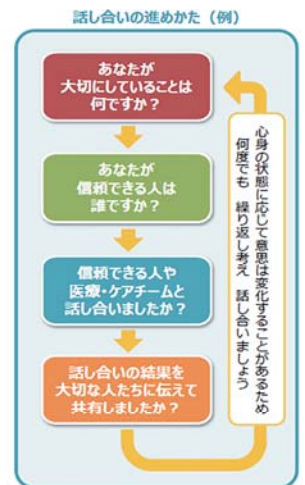 話し合いの進めかた（例）
あなたが
大切にしていることは
何ですか？
あなたが
信頼できる人は
誰ですか？
信頼できる人や
医療・ケアチームと
話し合いましたか？
話し合いの結果を
大切な人たちに伝えて
共有しましたか？
心身の状態に応じて意思は変化することがあるため
何度でも　繰り返し考え　話し合いましょう